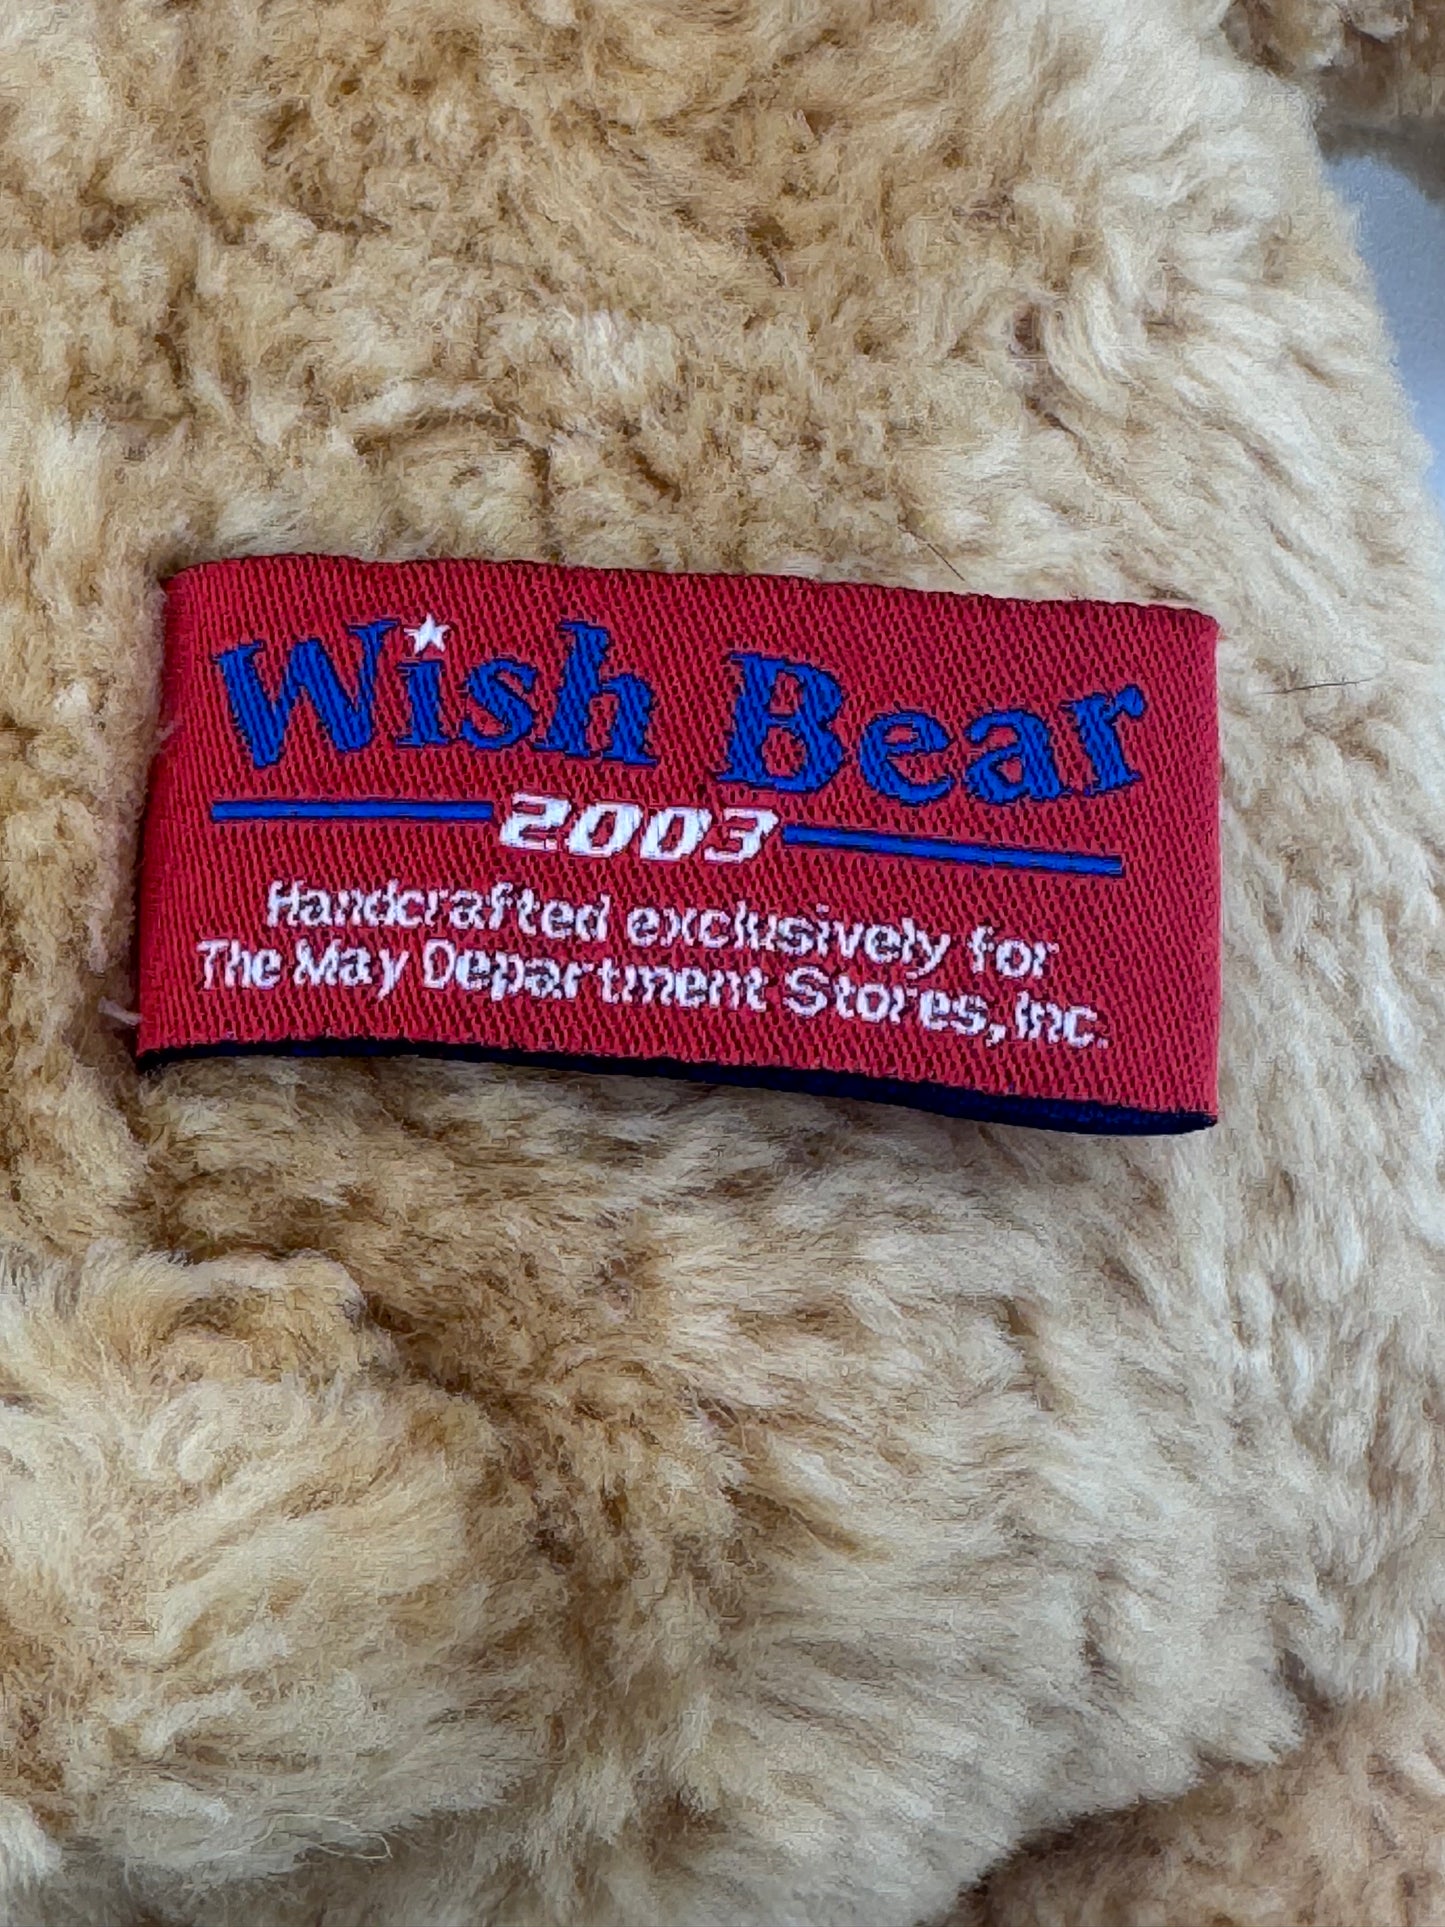 Wish Bear
2003
Handcrafted exclusively for
The May Department Stores, Inc.